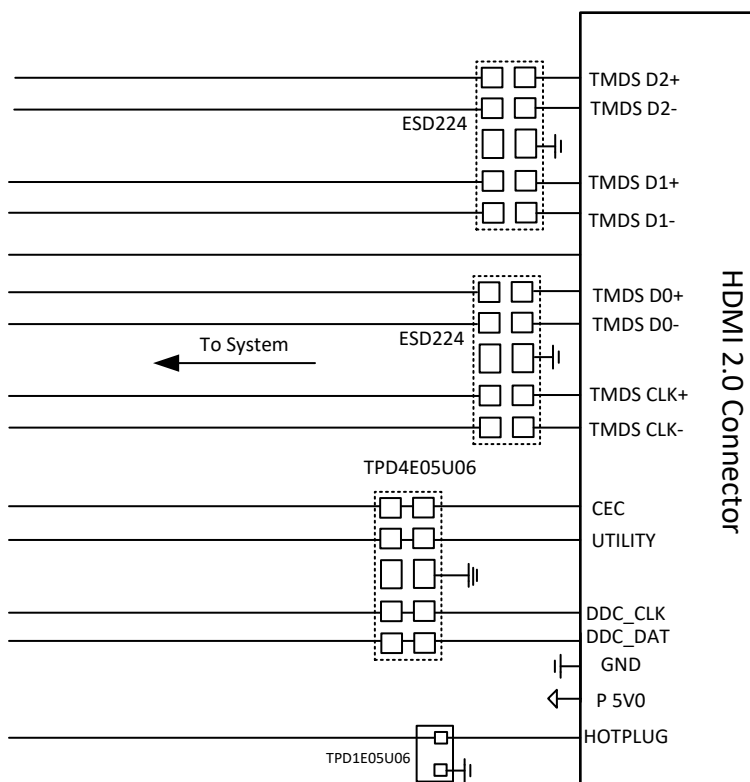 TMDS D2+
TMDS D2-
ESD224
TMDS D1+
TMDS D1-
TMDS D0+
TMDS D0-
ESD224
To System
TMDS CLK+
TMDS CLK-
HDMI 2.0 Connector
TPD4E05U06
CEC
UTILITY
DDC_CLK
DDC_DAT
GND
P 5V0
HOTPLUG
TPD1E05U06